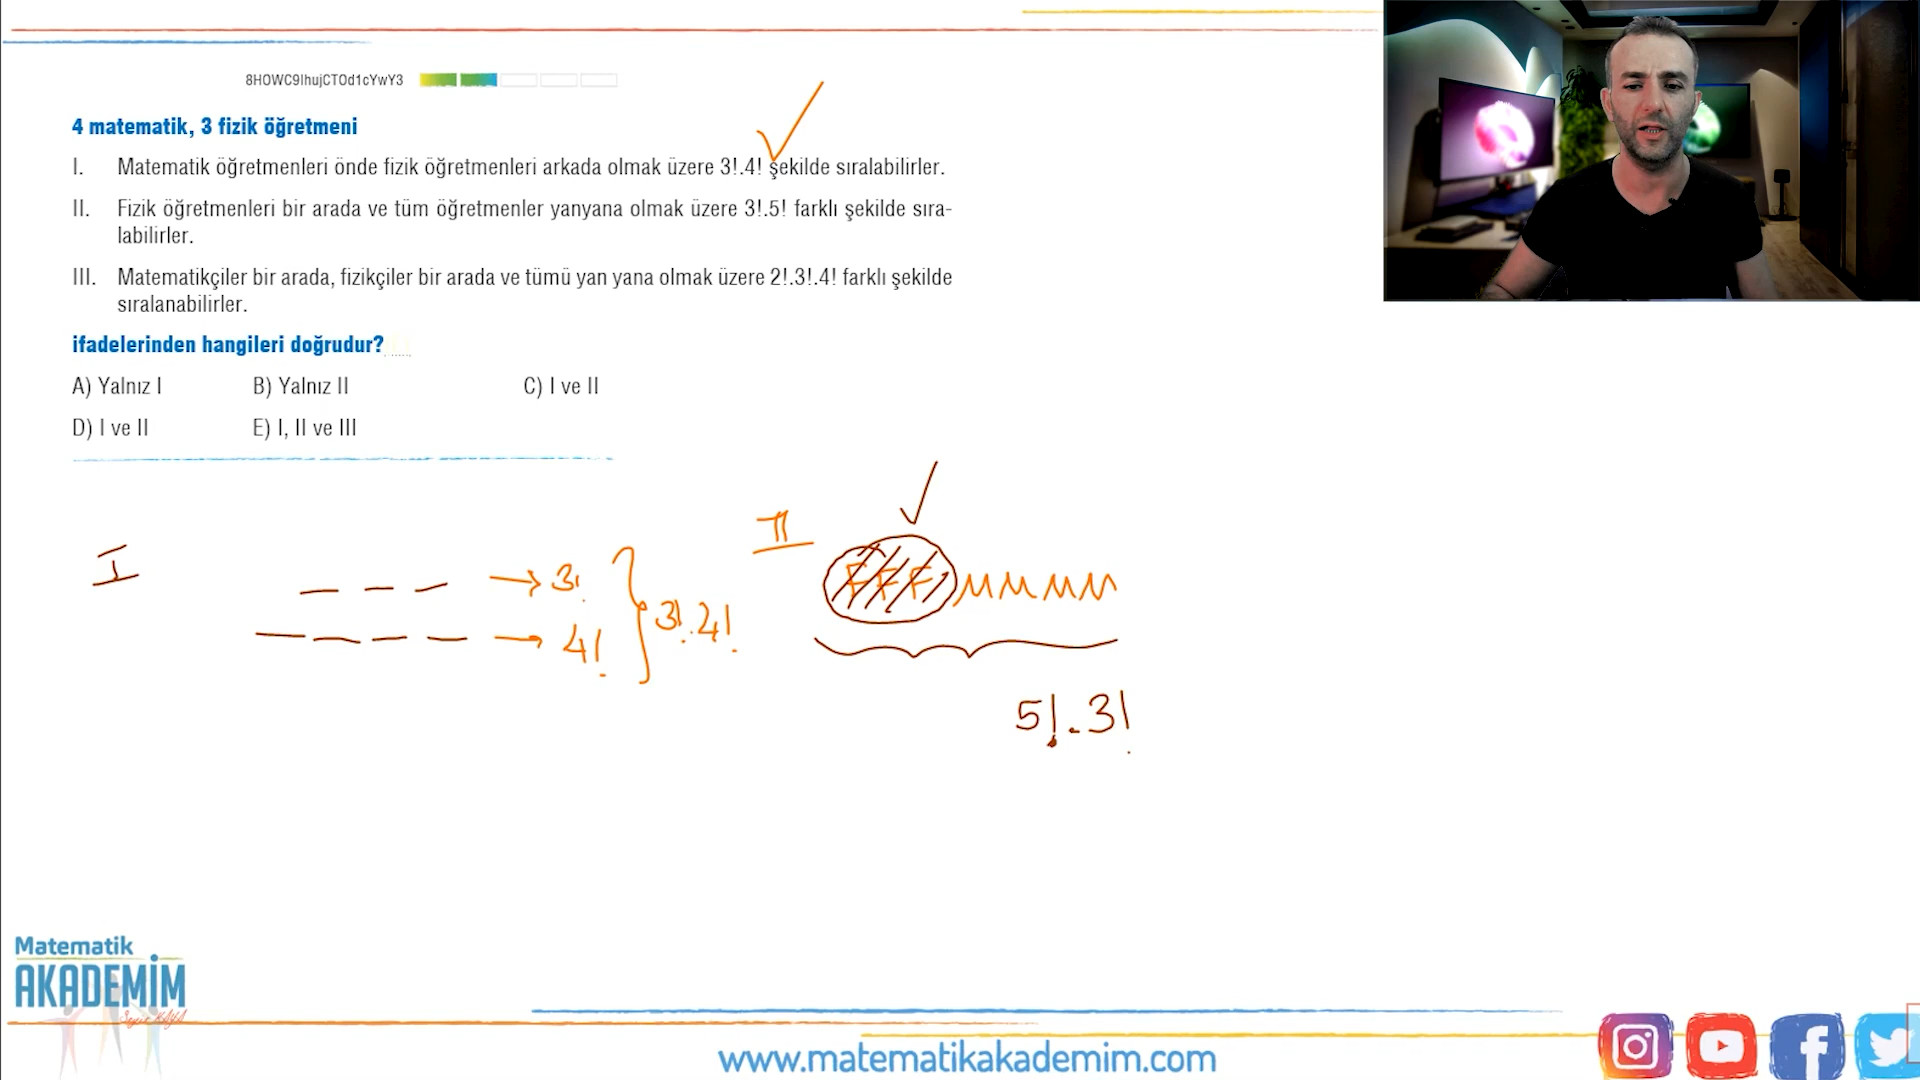 8HOWC9lhujCTOd1cYwY3
4 matematik, 3 fizik öğretmeni
I. Matematik öğretmenleri önde fizik öğretmenleri arkada olmak üzere 3!.4! şekilde sıralabilirler.
II. Fizik öğretmenleri bir arada ve tüm öğretmenler yanyana olmak üzere 3!.5! farklı şekilde sıra-
labilirler.
III. Matematikçiler bir arada, fizikçiler bir arada ve tümü yan yana olmak üzere 2!.3!.4! farklı şekilde
sıralanabilirler.
ifadelerinden hangileri doğrudur?
A) Yalnız I B) Yalnız II C) I ve II
D) I ve II E) I, II ve III
I
3!
4!
3!.4!
II
FFF MMMM
5!.3!
Matematik
AKADEMİM
www.matematikakademim.com